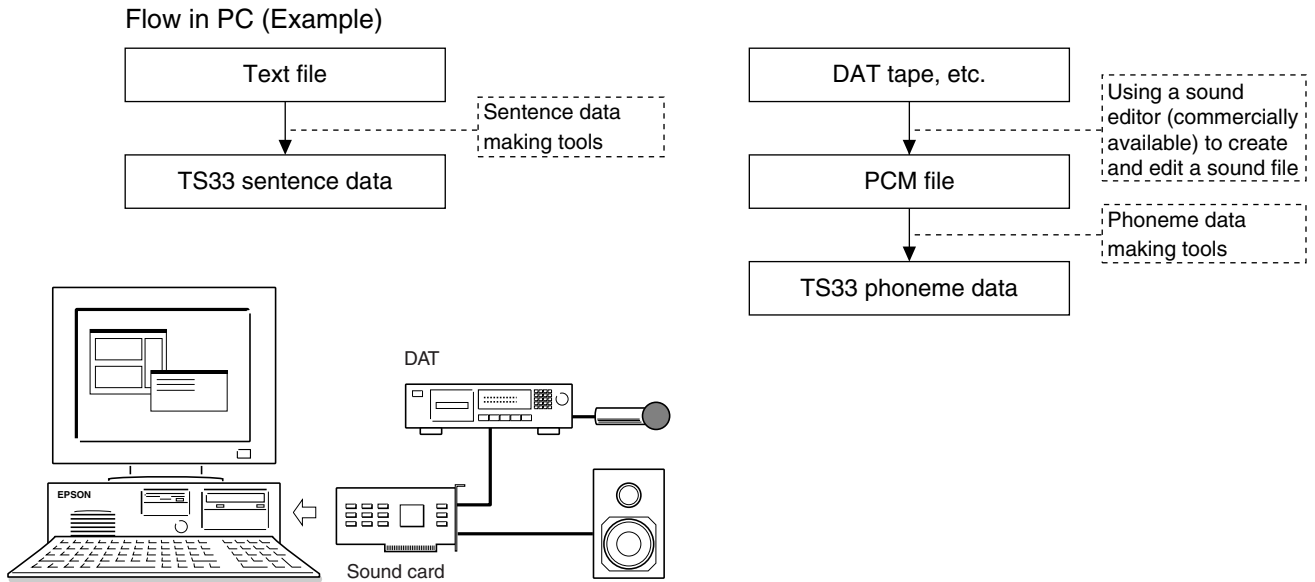 Flow in PC (Example)
Text file
Sentence data
making tools
TS33 sentence data
DAT tape, etc.
Using a sound
editor (commercially
available) to create
and edit a sound file
PCM file
Phoneme data
making tools
TS33 phoneme data
DAT
EPSON
Sound card